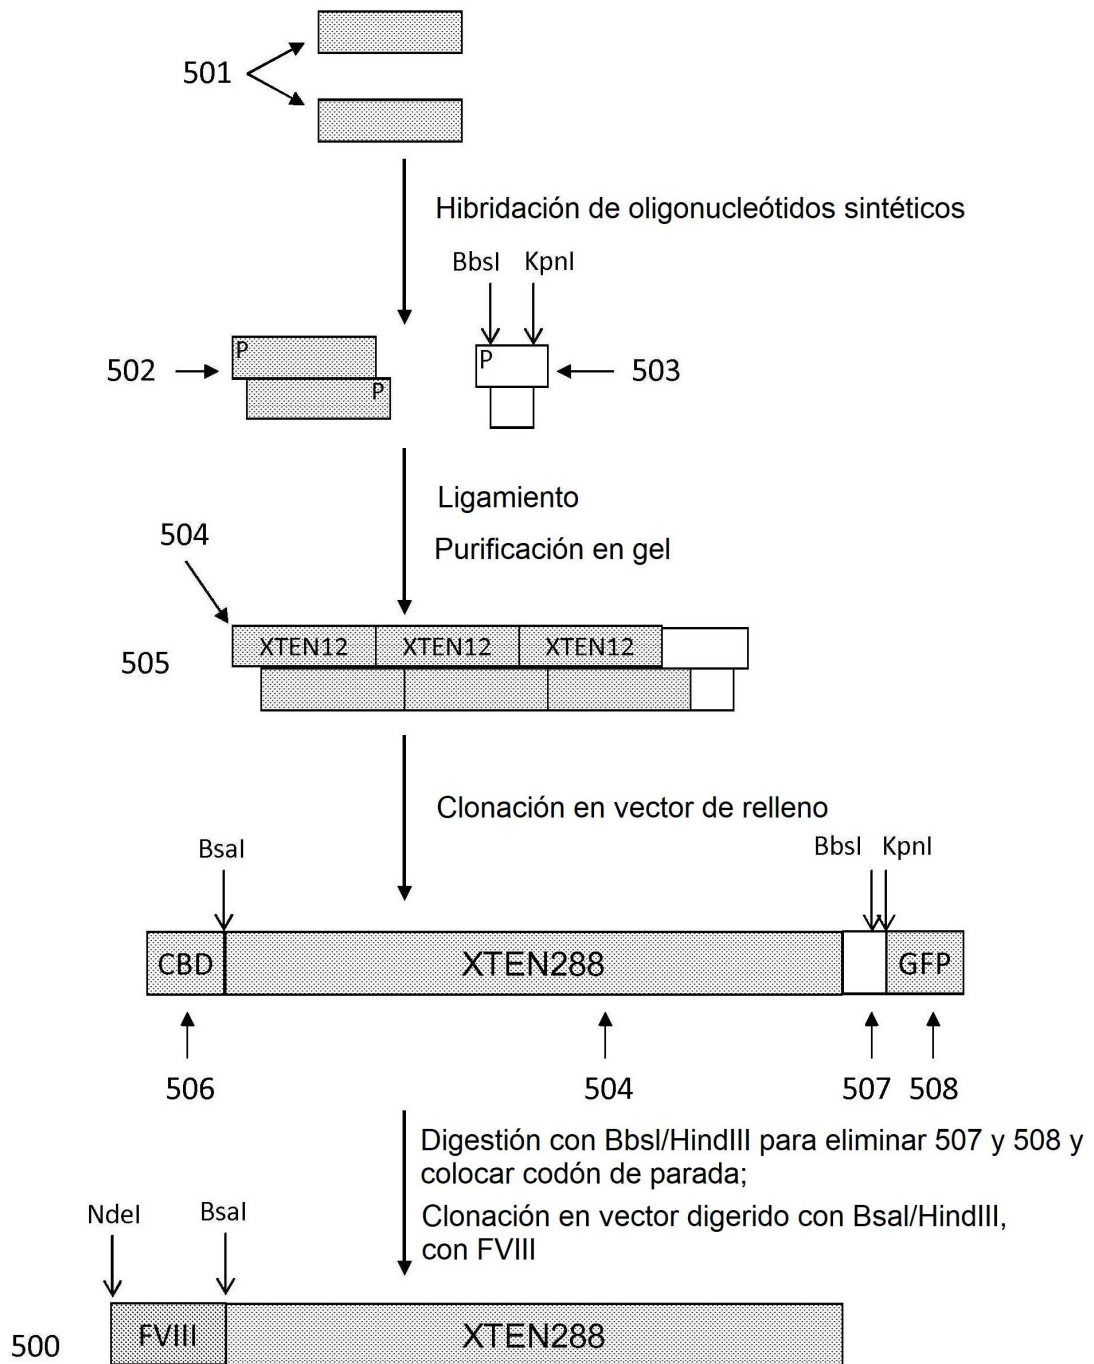 501
Hibridación de oligonucleótidos sintéticos
BbsI KpnI
P
P
P
502
503
Ligamiento
Purificación en gel
504
XTEN12 XTEN12 XTEN12
505
Clonación en vector de relleno
BsaI
BbsI KpnI
CBD XTEN288 GFP
506 504 507 508
Digestión con BbsI/HindIII para eliminar 507 y 508 y
colocar codón de parada;
Clonación en vector digerido con BsaI/HindIII,
con FVIII
NdeI BsaI
500 FVIII XTEN288